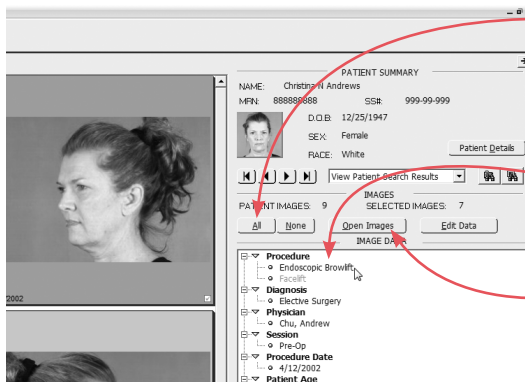 PATIENT SUMMARY
NAME: Christina N Andrews
MRN: 888888888 SS#: 999-99-999
D.O.B: 12/25/1947
SEX: Female
RACE: White
Patient Details
View Patient Search Results
IMAGES
PATIENT IMAGES: 9 SELECTED IMAGES: 7
All None Open Images Edit Data
IMAGE DATA
Procedure
Endoscopic Browlift
Facelift
Diagnosis
Elective Surgery
Physician
Chu, Andrew
Session
Pre-Op
Procedure Date
4/12/2002
Patient Age
/2002